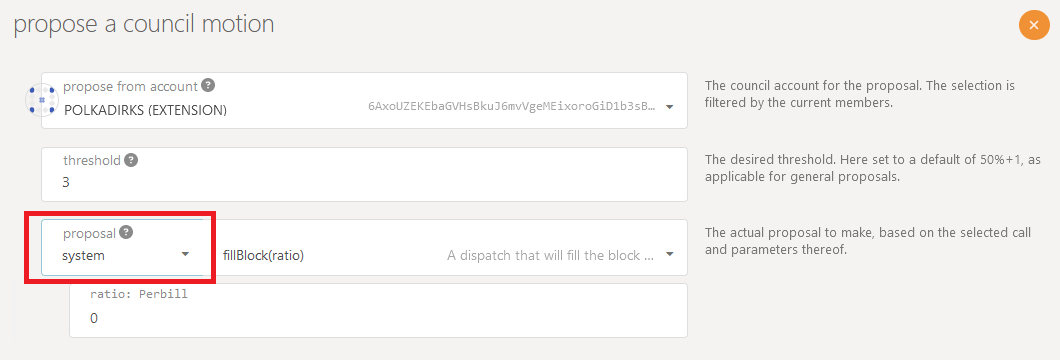 propose a council motion
propose from account
POLKADIRKS (EXTENSION)
6AxoUZEKEbaGVHsBkuJ6mvVgeMEixoroGiD1b3sB…
The council account for the proposal. The selection is
filtered by the current members.
threshold
3
The desired threshold. Here set to a default of 50%+1, as
applicable for general proposals.
proposal
system
fillBlock(ratio)
A dispatch that will fill the block …
The actual proposal to make, based on the selected call
and parameters thereof.
ratio: Perbill
0